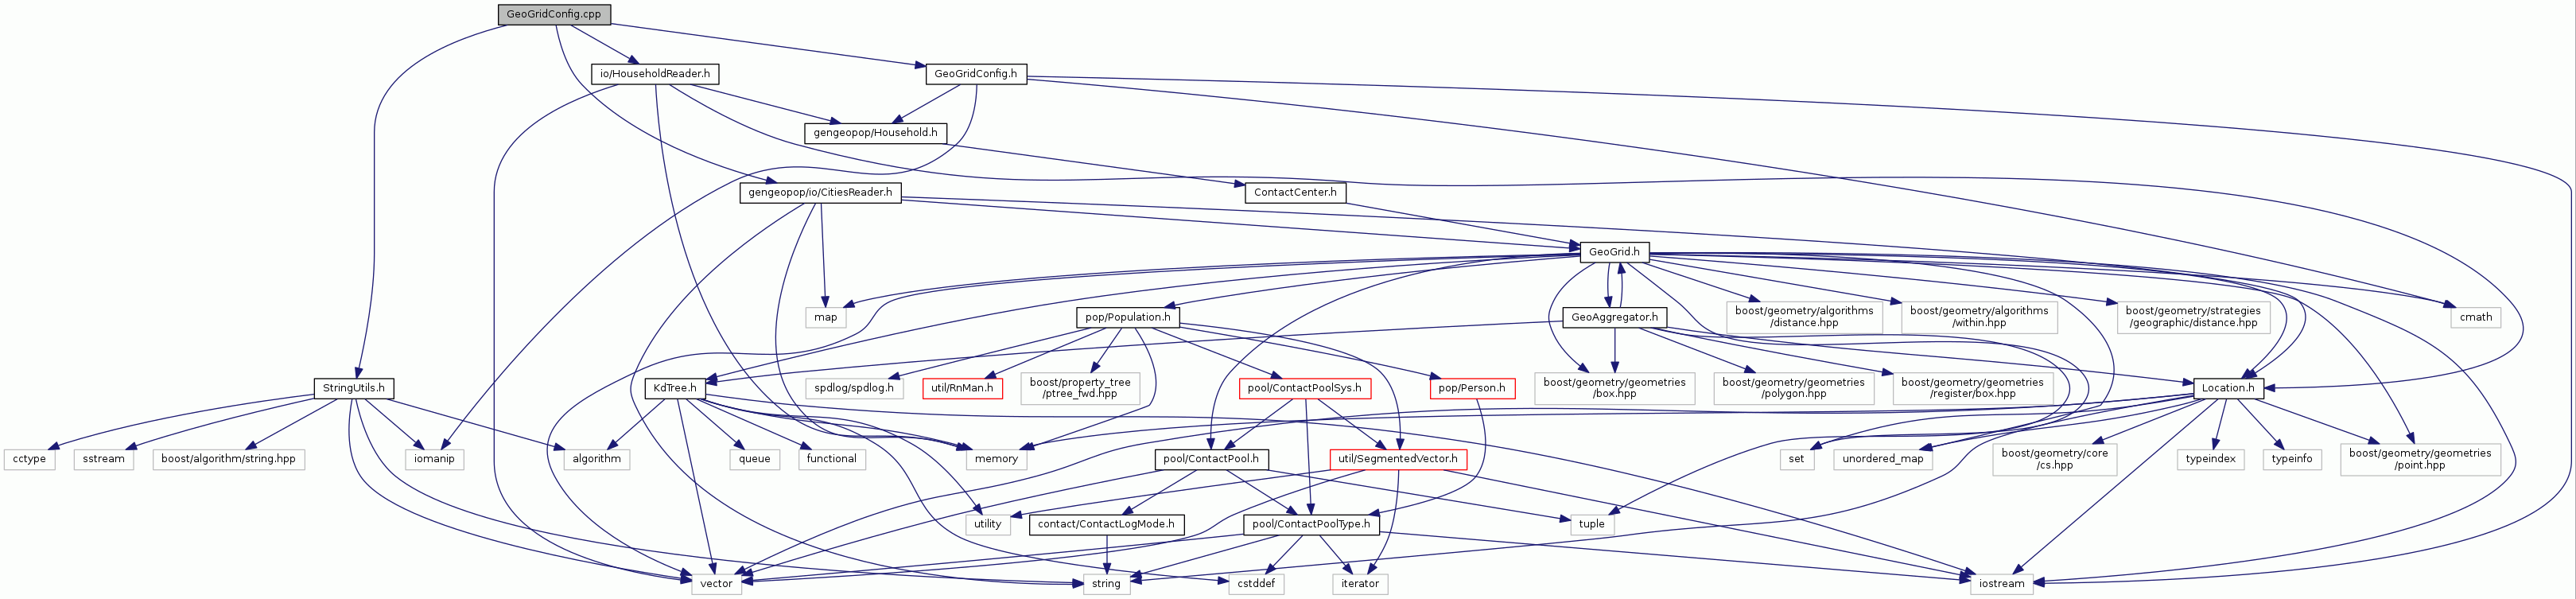 GeoGridConfig.cpp
io/HouseholdReader.h
GeoGridConfig.h
gengeopop/Household.h
gengeopop/io/CitiesReader.h
ContactCenter.h
GeoGrid.h
map
pop/Population.h
GeoAggregator.h
boost/geometry/algorithms
/distance.hpp
boost/geometry/algorithms
/within.hpp
boost/geometry/strategies
/geographic/distance.hpp
cmath
StringUtils.h
KdTree.h
spdlog/spdlog.h
util/RnMan.h
boost/property_tree
/ptree_fwd.hpp
pool/ContactPoolSys.h
pop/Person.h
boost/geometry/geometries
/box.hpp
boost/geometry/geometries
/polygon.hpp
boost/geometry/geometries
/register/box.hpp
Location.h
cctype
sstream
boost/algorithm/string.hpp
iomanip
algorithm
queue
functional
memory
pool/ContactPool.h
util/SegmentedVector.h
set
unordered_map
boost/geometry/core
/cs.hpp
typeindex
typeinfo
boost/geometry/geometries
/point.hpp
utility
contact/ContactLogMode.h
pool/ContactPoolType.h
tuple
vector
string
cstddef
iterator
iostream